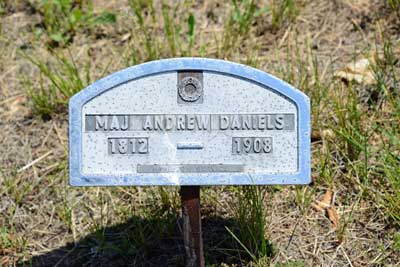 MAJ ANDREW DANIELS
1812 - 1908